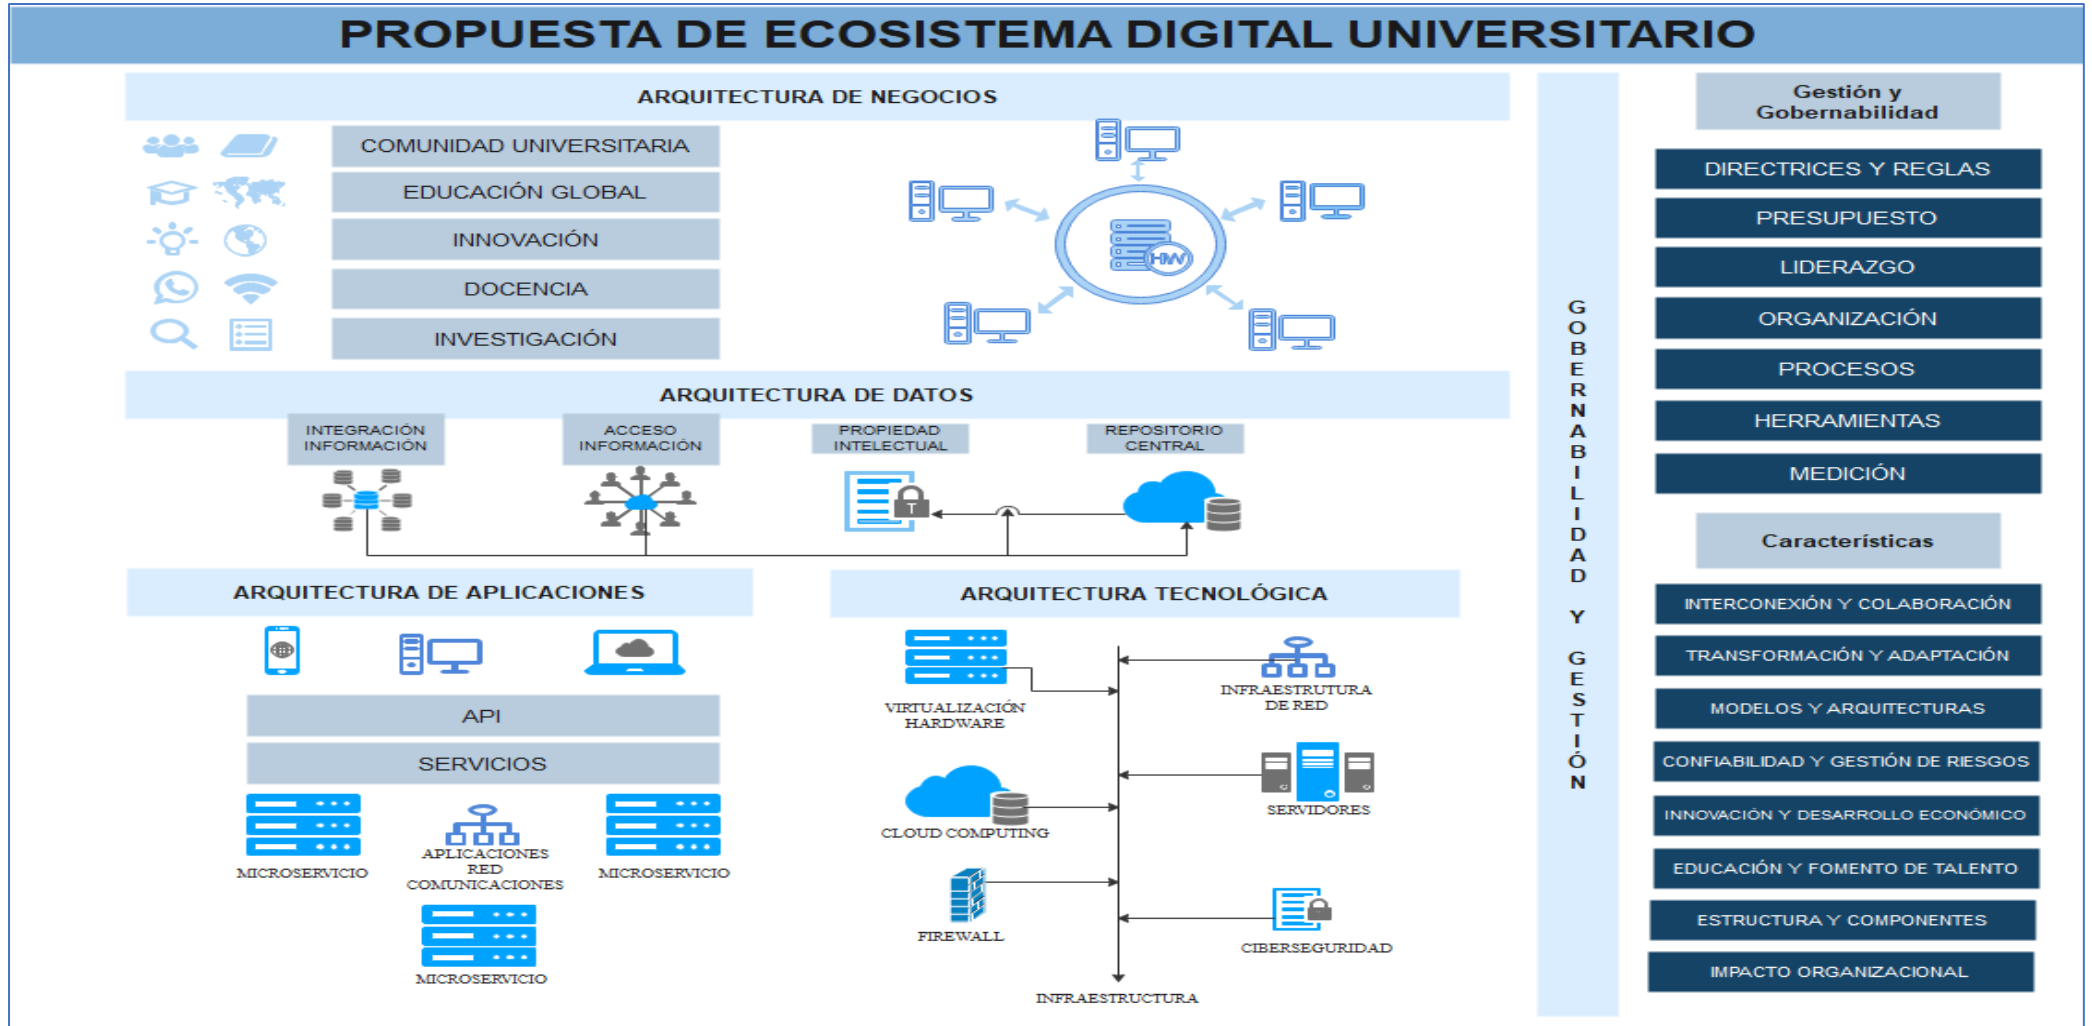 PROPUESTA DE ECOSISTEMA DIGITAL UNIVERSITARIO
ARQUITECTURA DE NEGOCIOS
COMUNIDAD UNIVERSITARIA
EDUCACIÓN GLOBAL
INNOVACIÓN
DOCENCIA
INVESTIGACIÓN
HW
ARQUITECTURA DE DATOS
INTEGRACIÓN
INFORMACIÓN
ACCESO
INFORMACIÓN
PROPIEDAD
INTELECTUAL
REPOSITORIO
CENTRAL
T
ARQUITECTURA DE APLICACIONES
API
SERVICIOS
MICROSERVICIO
APLICACIONES
RED
COMUNICACIONES
MICROSERVICIO
MICROSERVICIO
ARQUITECTURA TECNOLÓGICA
VIRTUALIZACIÓN
HARDWARE
INFRAESTRUTURA
DE RED
CLOUD COMPUTING
SERVIDORES
FIREWALL
CIBERSEGURIDAD
INFRAESTRUCTURA
GOBERNABILIDAD Y GESTIÓN
Gestión y
Gobernabilidad
DIRECTRICES Y REGLAS
PRESUPUESTO
LIDERAZGO
ORGANIZACIÓN
PROCESOS
HERRAMIENTAS
MEDICIÓN
Características
INTERCONEXIÓN Y COLABORACIÓN
TRANSFORMACIÓN Y ADAPTACIÓN
MODELOS Y ARQUITECTURAS
CONFIABILIDAD Y GESTIÓN DE RIESGOS
INNOVACIÓN Y DESARROLLO ECONÓMICO
EDUCACIÓN Y FOMENTO DE TALENTO
ESTRUCTURA Y COMPONENTES
IMPACTO ORGANIZACIONAL